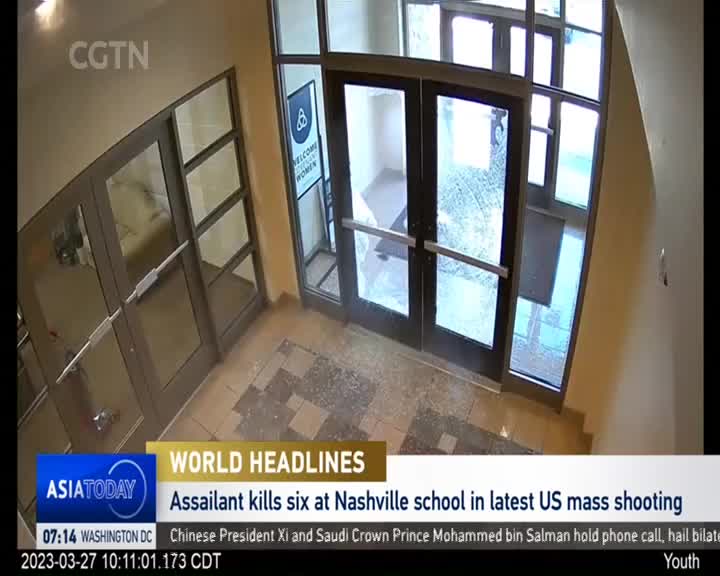 CGTN
WELCOME
WOMEN
WORLD HEADLINES
ASIA TODAY
Assailant kills six at Nashville school in latest US mass shooting
07:14 WASHINGTON DC
Chinese President Xi and Saudi Crown Prince Mohammed bin Salman hold phone call, hail bilate
2023-03-27 10:11:01.173 CDT
Youth